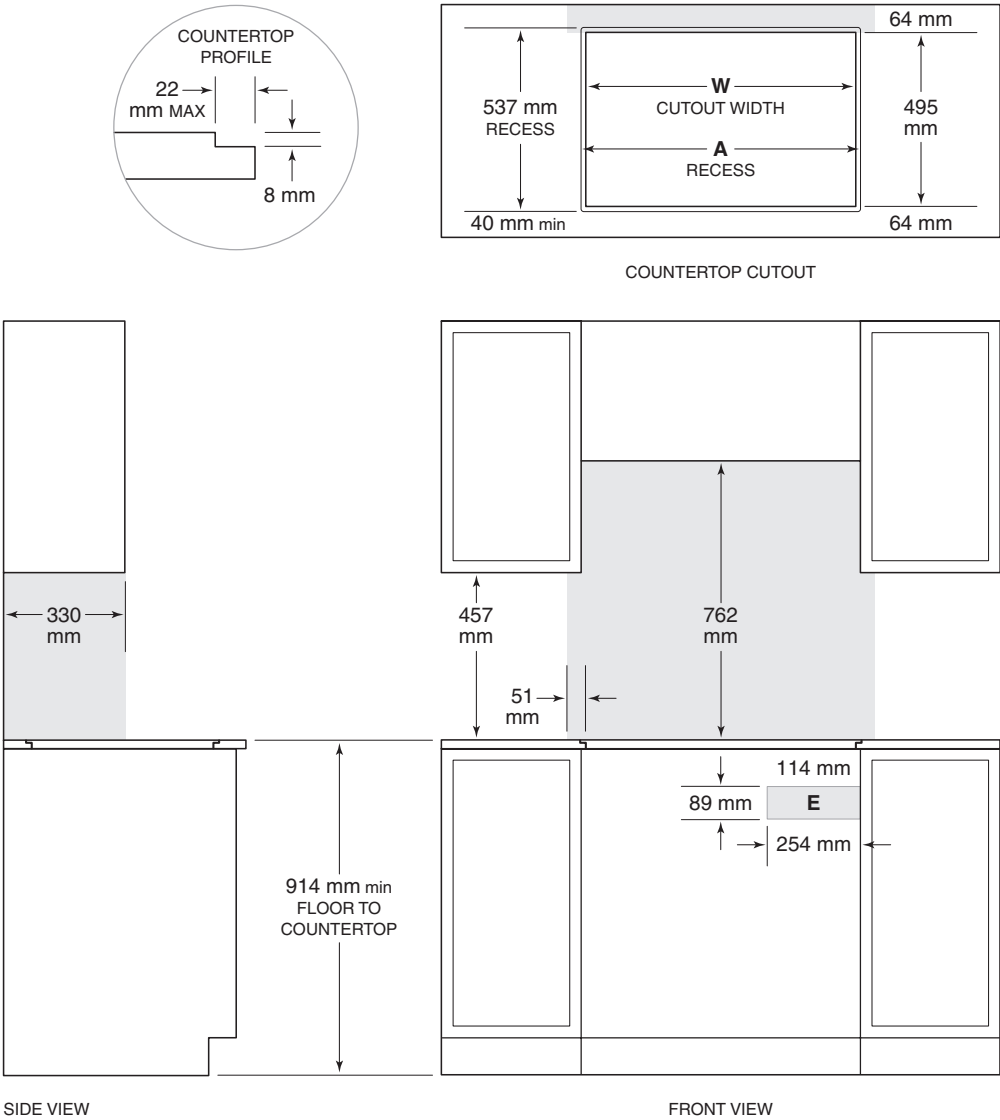 COUNTERTOP
PROFILE
22
mm MAX
8 mm
64 mm
537 mm
RECESS
W
CUTOUT WIDTH
495
mm
A
RECESS
40 mm min
64 mm
COUNTERTOP CUTOUT
330
mm
457
mm
762
mm
51
mm
114 mm
89 mm
E
254 mm
914 mm min
FLOOR TO
COUNTERTOP
SIDE VIEW
FRONT VIEW